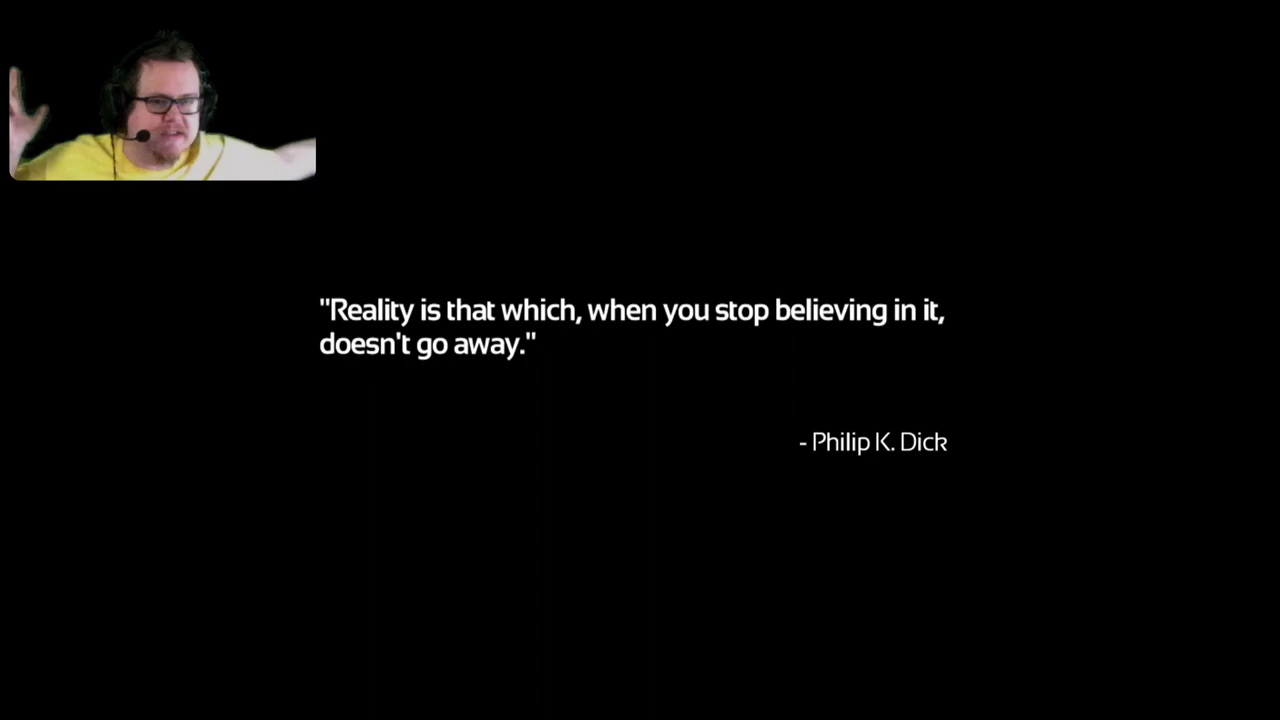 "Reality is that which, when you stop believing in it,
doesn't go away."
- Philip K. Dick